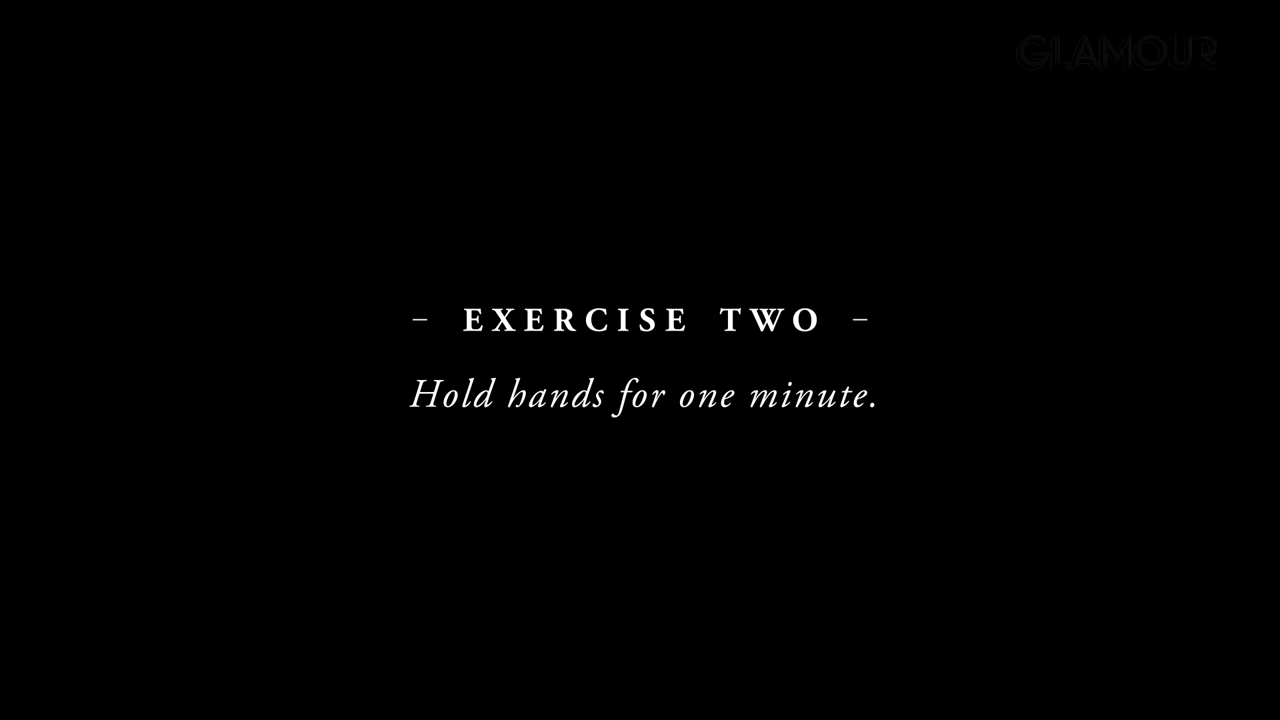 GLAMOUR
– EXERCISE TWO –
Hold hands for one minute.